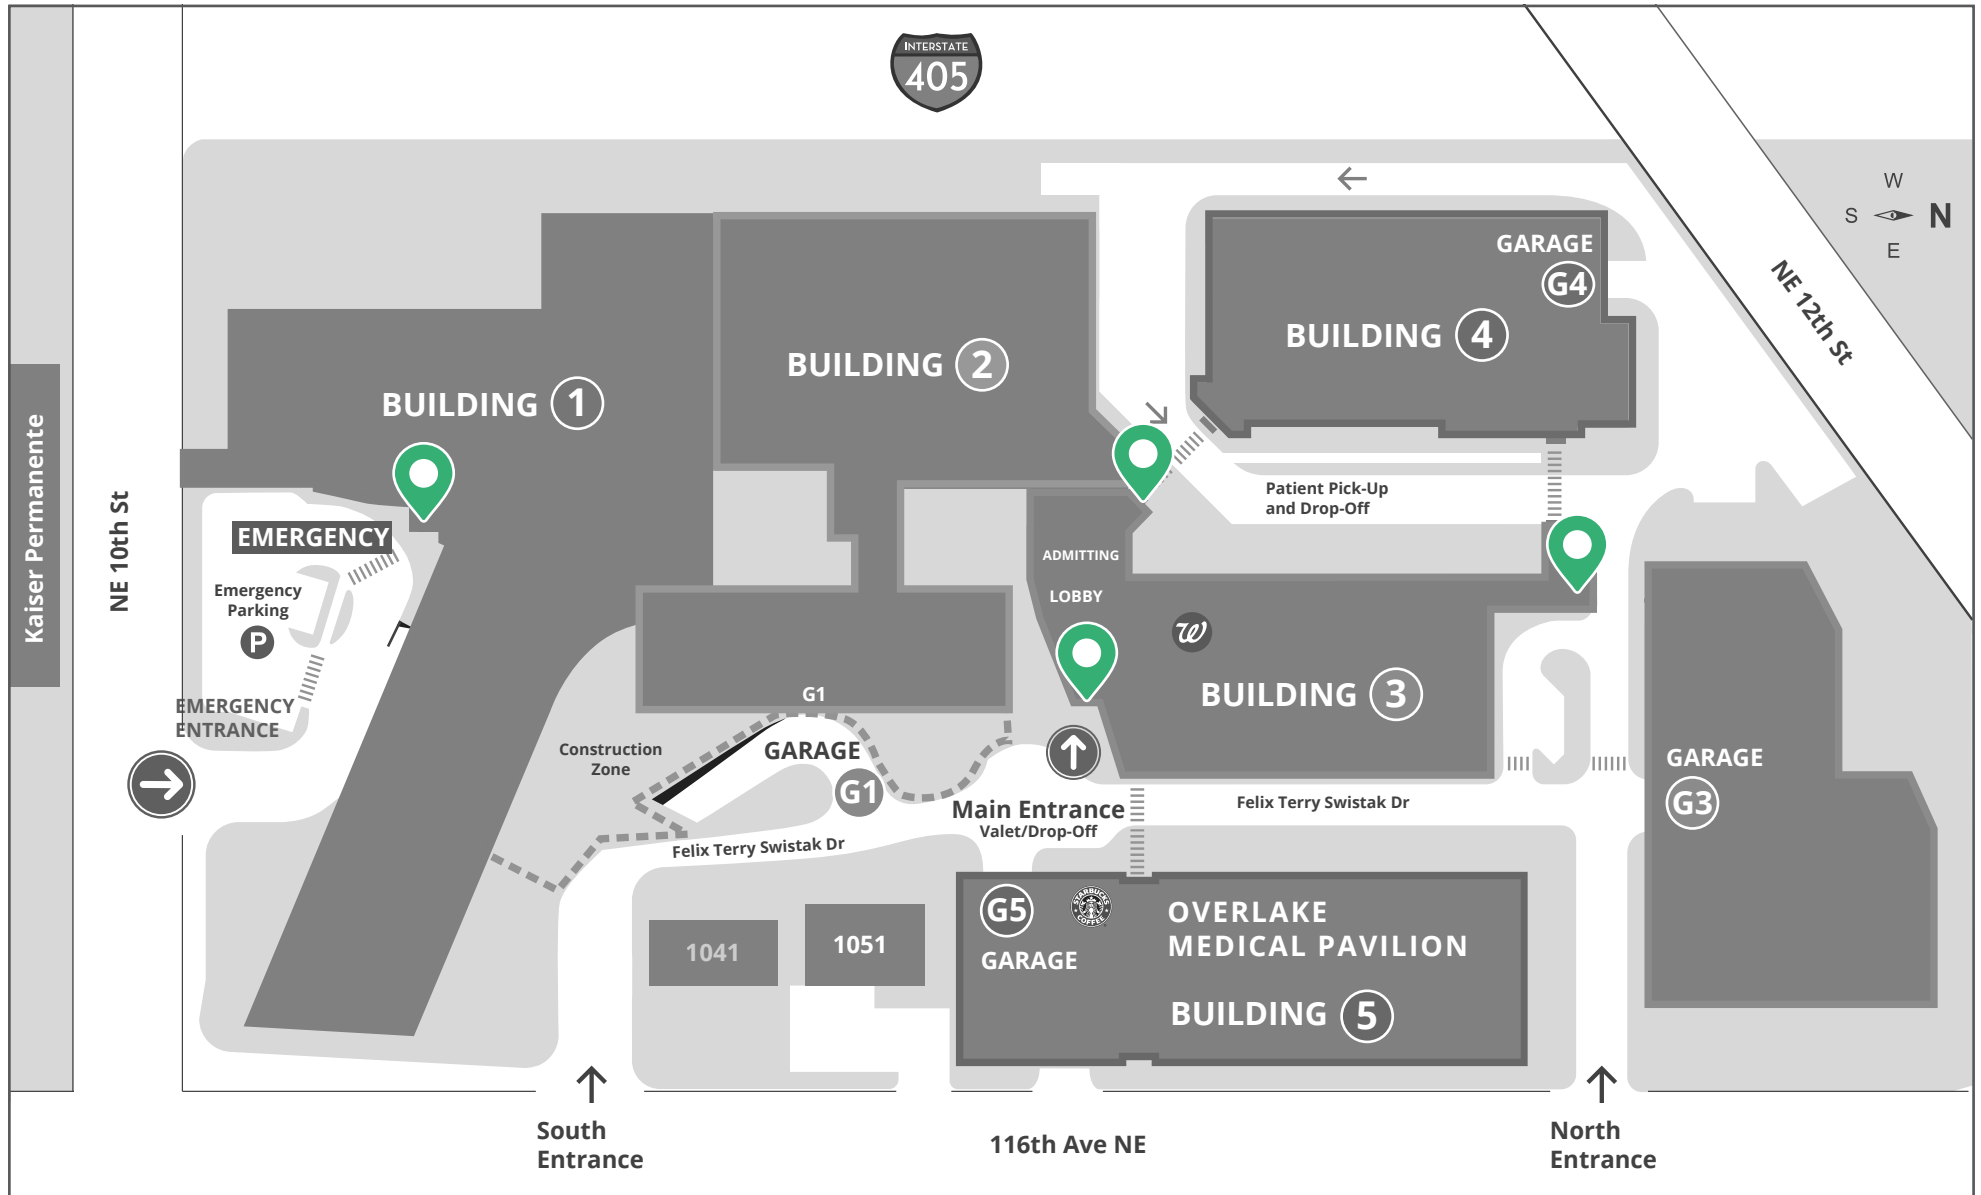 INTERSTATE
405
W
S N
E
NE 12th St
GARAGE
G4
BUILDING 4
BUILDING 2
BUILDING 1
Kaiser Permanente
NE 10th St
EMERGENCY
Emergency
Parking
P
EMERGENCY
ENTRANCE
Patient Pick-Up
and Drop-Off
ADMITTING
LOBBY
W
BUILDING 3
G1
Construction
Zone
GARAGE
G1
Main Entrance
Valet/Drop-Off
Felix Terry Swistak Dr
Felix Terry Swistak Dr
GARAGE
G3
1041
1051
G5
GARAGE
STARBUCKS
COFFEE
OVERLAKE
MEDICAL PAVILION
BUILDING 5
South
Entrance
116th Ave NE
North
Entrance